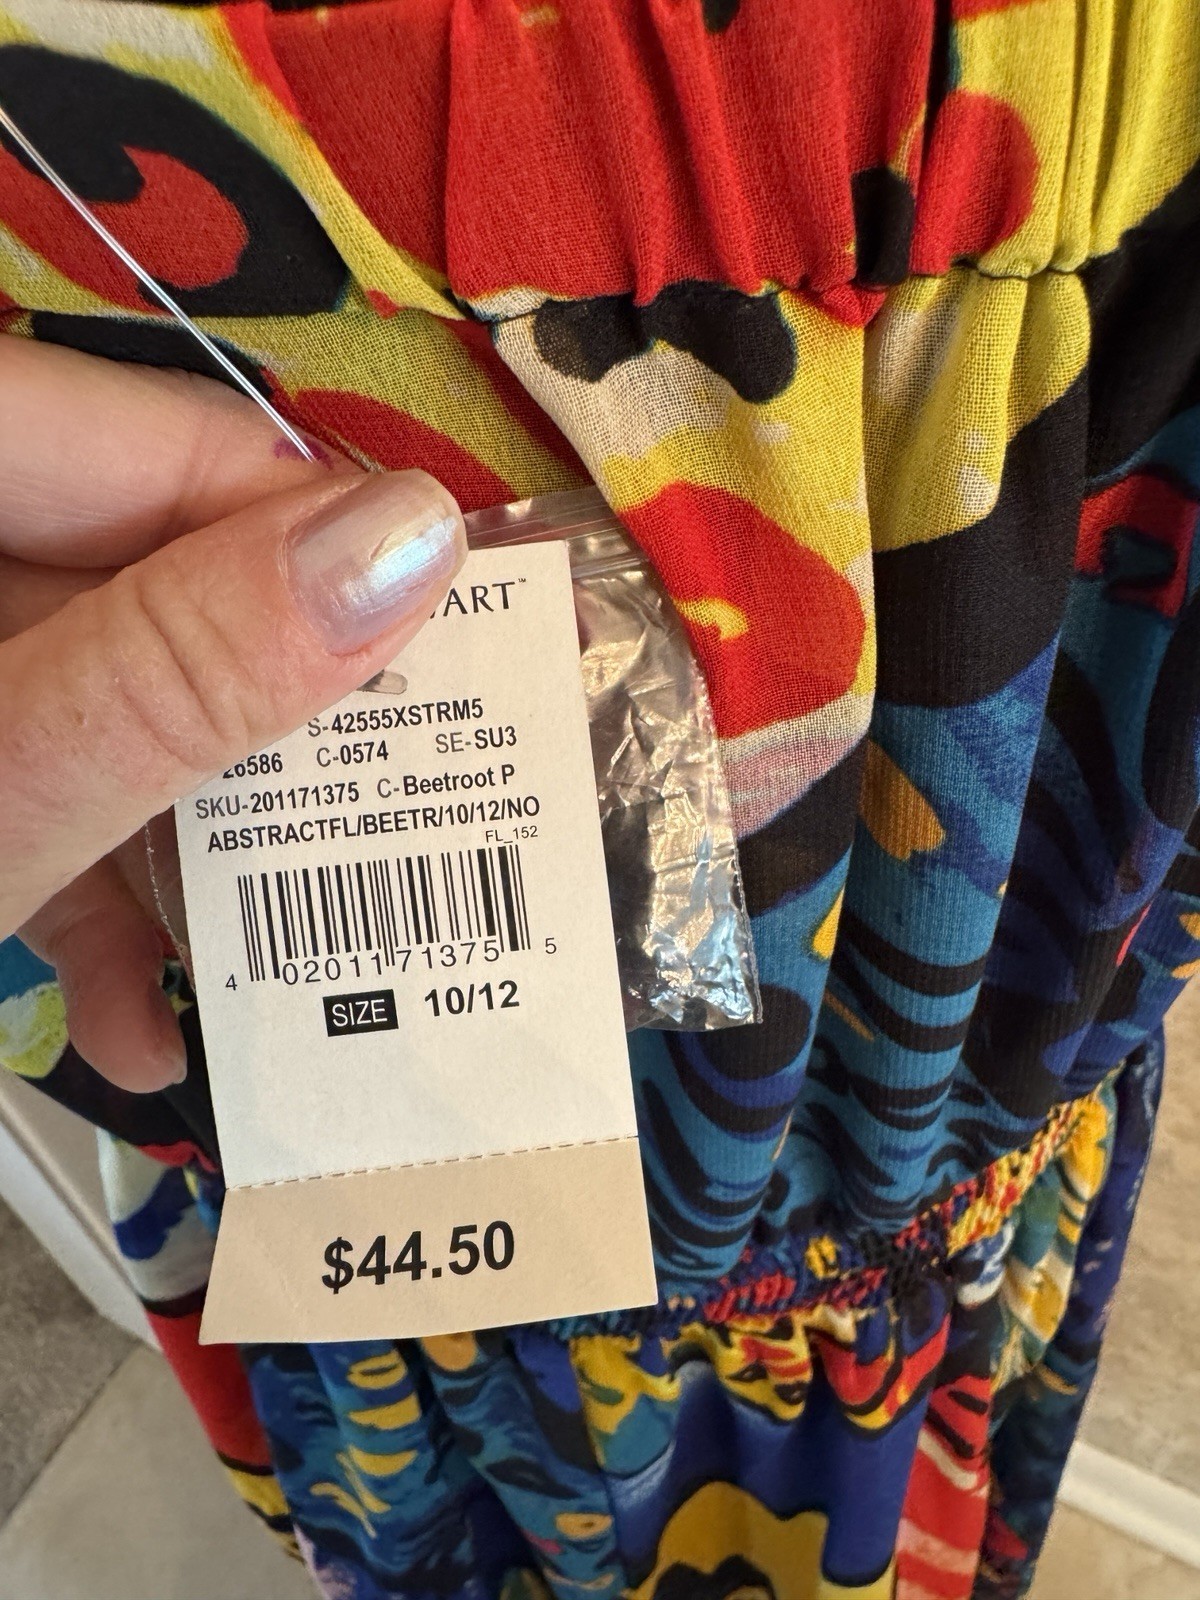 ART™
S-42555XSTRM5
26586 C-0574 SE-SU3
SKU-201171375 C-Beetroot P
ABSTRACTFL/BEETR/10/12/NO
FL_152
4 02011 71375 5
SIZE 10/12
$44.50